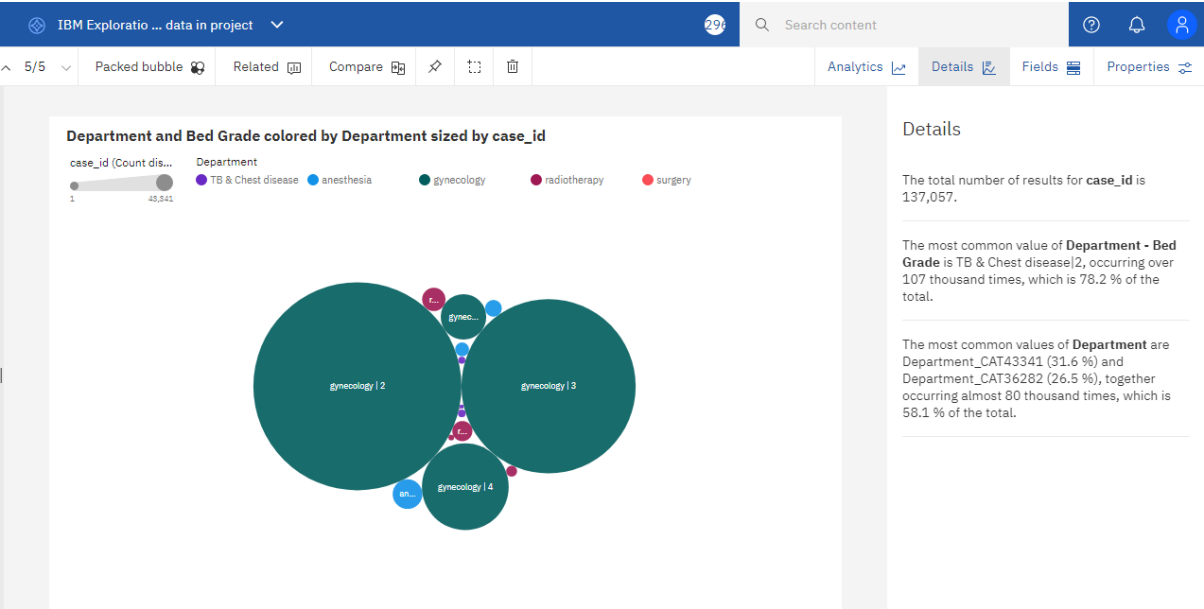 IBM Exploratio ... data in project
296
Search content
5/5
Packed bubble
Related
Compare
Analytics
Details
Fields
Properties
Department and Bed Grade colored by Department sized by case_id
case_id (Count dis...
1
43,341
Department
TB & Chest disease
anesthesia
gynecology
radiotherapy
surgery
r...
gynec...
gynecology | 2
gynecology | 3
r...
gynecology | 4
an...
Details
The total number of results for case_id is
137,057.
The most common value of Department - Bed
Grade is TB & Chest disease|2, occurring over
107 thousand times, which is 78.2 % of the
total.
The most common values of Department are
Department_CAT43341 (31.6 %) and
Department_CAT36282 (26.5 %), together
occurring almost 80 thousand times, which is
58.1 % of the total.